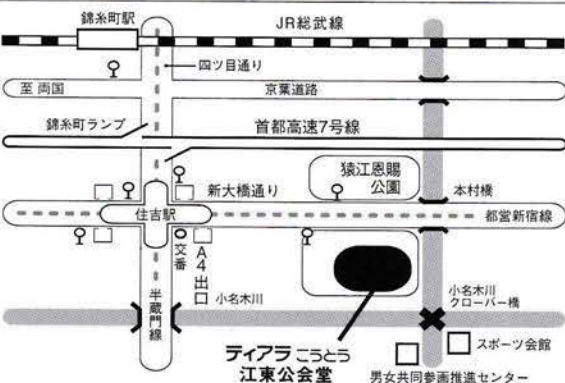 錦糸町駅
JR総武線
四ツ目通り
至 両国
京葉道路
錦糸町ランプ
首都高速7号線
猿江恩賜
公園
新大橋通り
本村橋
住吉駅
都営新宿線
交番
A4出口
半蔵門線
小名木川
小名木川
クローバー橋
ティアラ こうとう
江東公会堂
スポーツ会館
男女共同参画推進センター